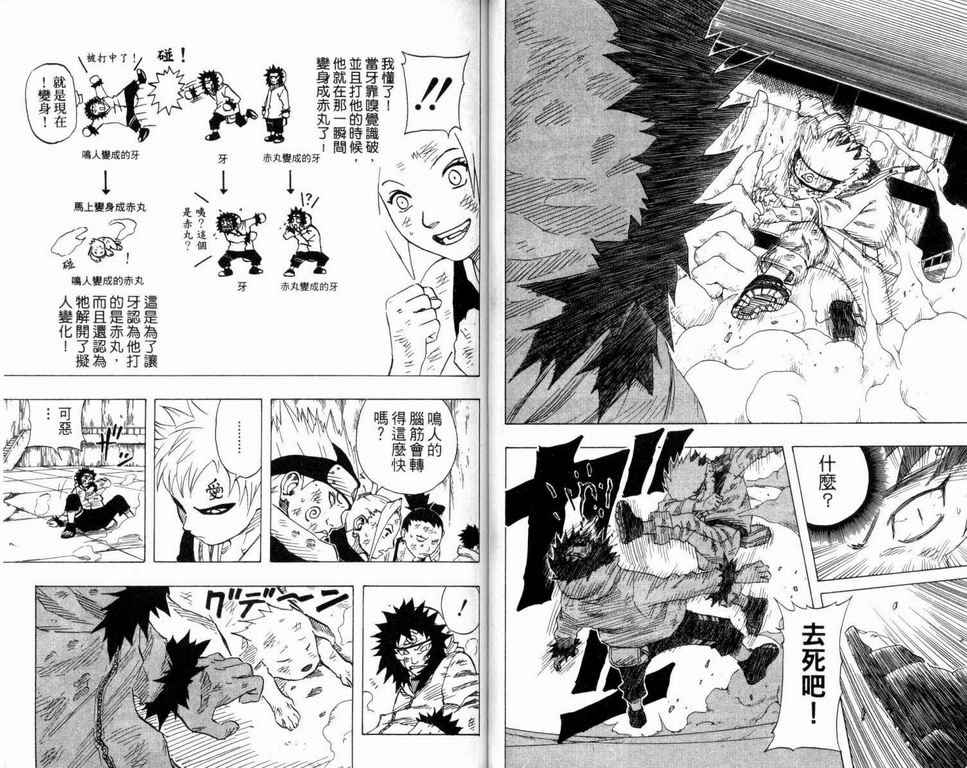 什麼？
去死吧！
!!
我懂了！
當牙靠嗅覺識破、
並且打他的時候，
他就在那一瞬間
變身成赤丸了！
赤丸變成的牙
牙
碰！
被打中了！
就是現在
！變身！
鳴人變成的牙
!?
赤丸變成的牙
咦？這個
是赤丸？
牙
馬上變身成赤丸
！
碰
鳴人變成的赤丸
這是為了讓
牙認為他打
的是赤丸，
而且還認為
牠解開了擬
人變化！
鳴人的
腦筋會轉
得這麼快
嗎？
……
可惡
…
！
グデ～ン